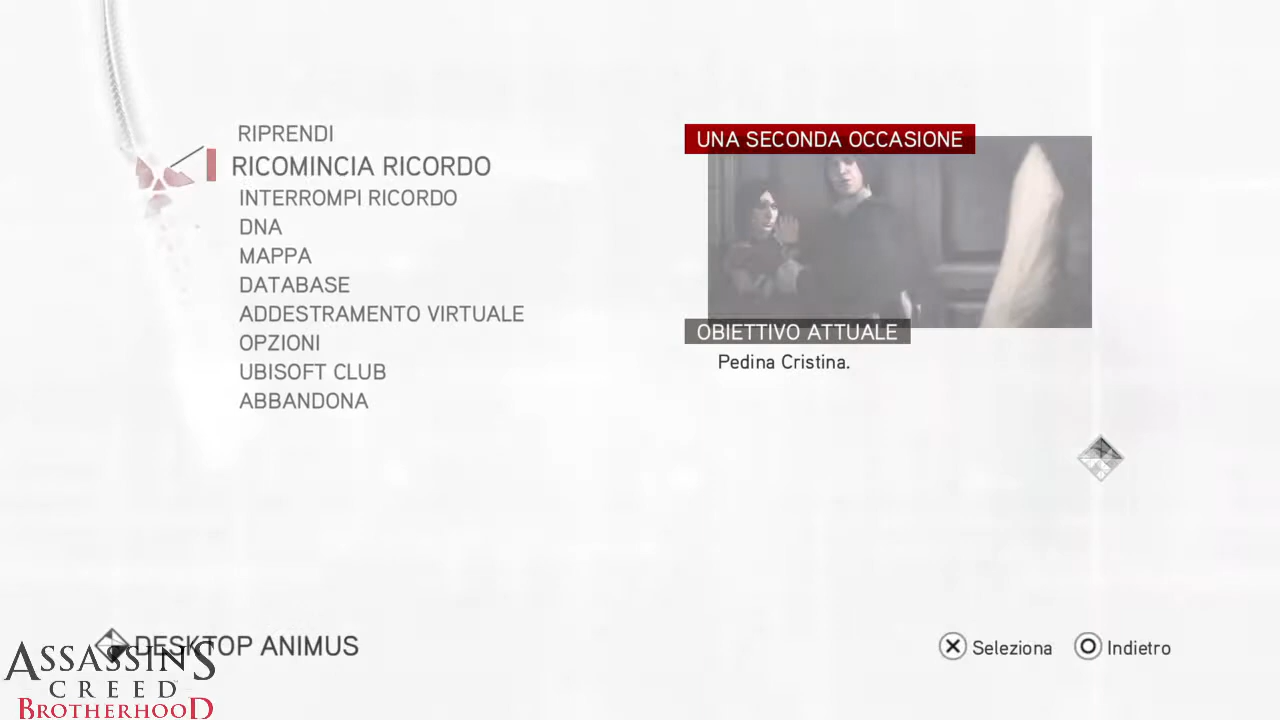 RIPRENDI
RICOMINCIA RICORDO
INTERROMPI RICORDO
DNA
MAPPA
DATABASE
ADDESTRAMENTO VIRTUALE
OPZIONI
UBISOFT CLUB
ABBANDONA
UNA SECONDA OCCASIONE
OBIETTIVO ATTUALE
Pedina Cristina.
DESKTOP ANIMUS
ASSASSIN'S
CREED
BROTHERHOOD
Seleziona
Indietro